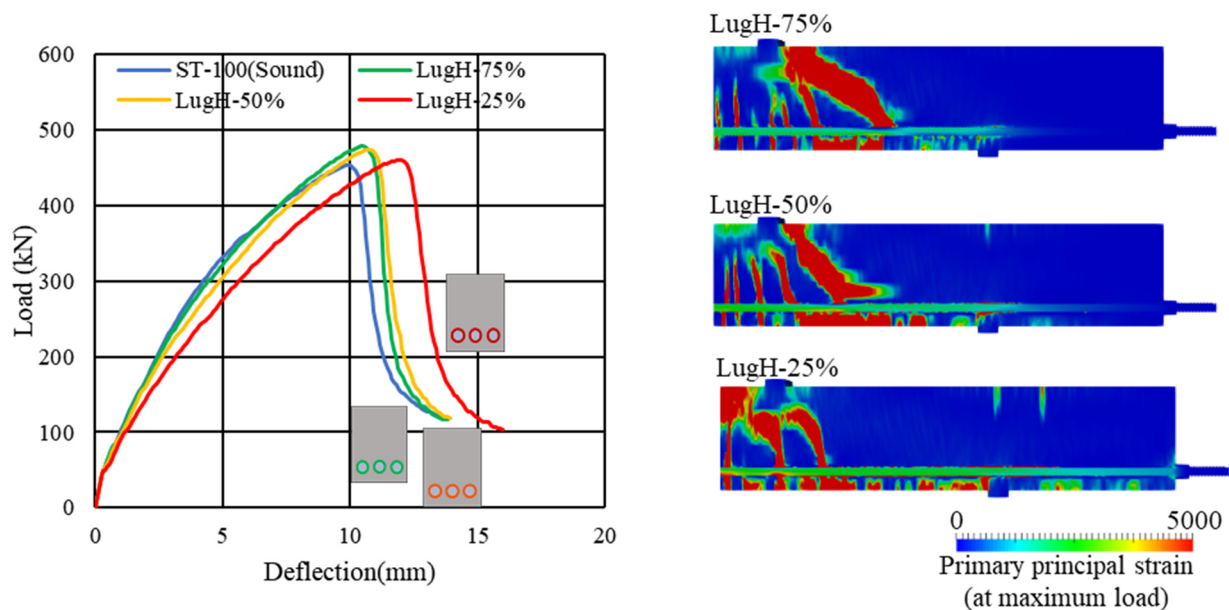 600
500
400
300
200
100
0
Load (kN)
ST-100(Sound)
LugH-75%
LugH-50%
LugH-25%
0 5 10 15 20
Deflection(mm)
LugH-75%
LugH-50%
LugH-25%
0 5000
Primary principal strain
(at maximum load)